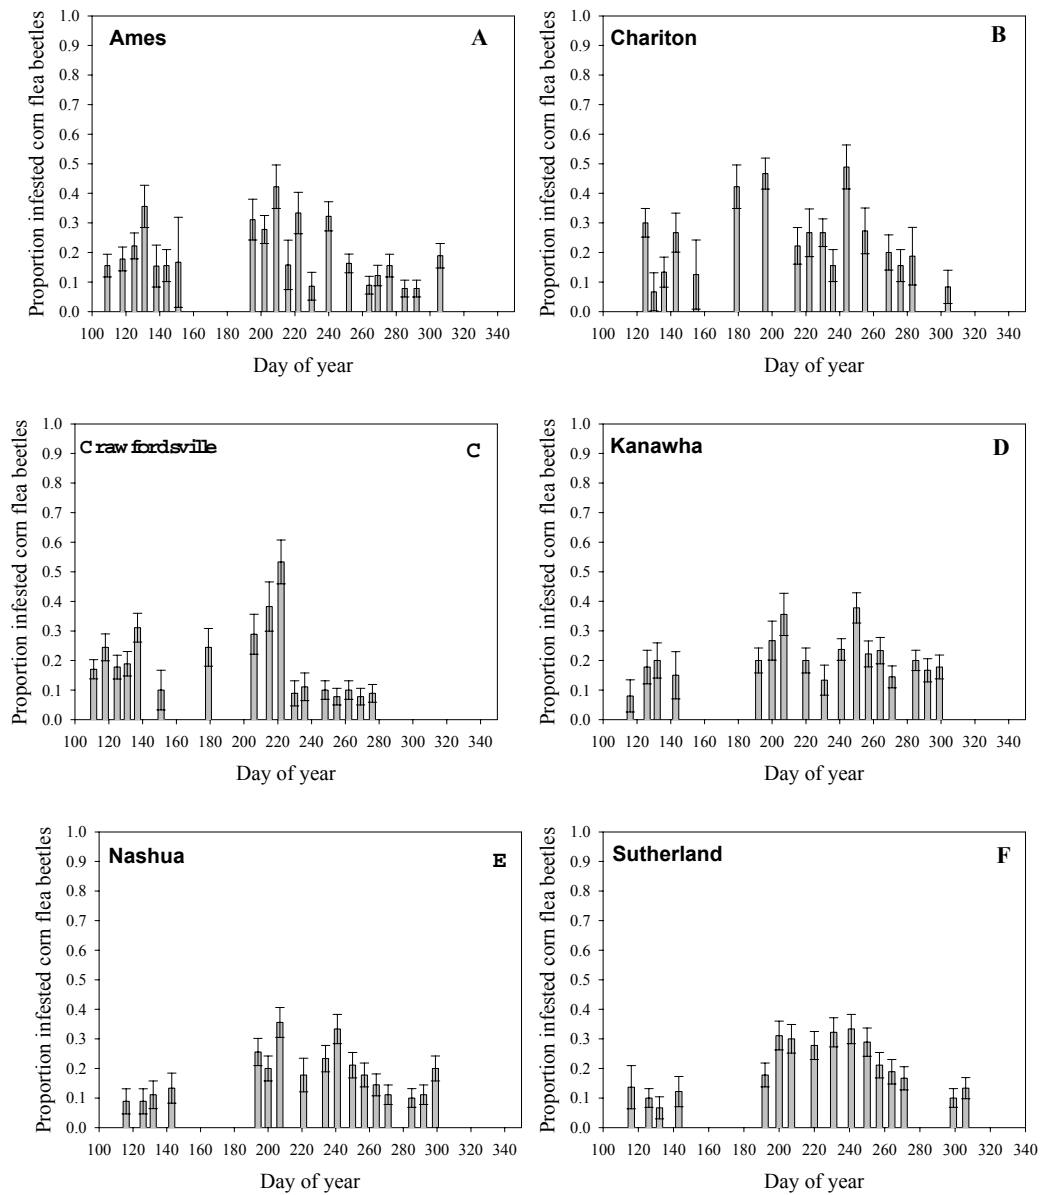 Ames A
Proportion infested corn flea beetles
1.0
0.9
0.8
0.7
0.6
0.5
0.4
0.3
0.2
0.1
0.0
100 120 140 160 180 200 220 240 260 280 300 320 340
Day of year
Chariton B
Proportion infested corn flea beetles
1.0
0.9
0.8
0.7
0.6
0.5
0.4
0.3
0.2
0.1
0.0
100 120 140 160 180 200 220 240 260 280 300 320 340
Day of year
Crawfordsville C
Proportion infested corn flea beetles
1.0
0.9
0.8
0.7
0.6
0.5
0.4
0.3
0.2
0.1
0.0
100 120 140 160 180 200 220 240 260 280 300 320 340
Day of year
Kanawha D
Proportion infested corn flea beetles
1.0
0.9
0.8
0.7
0.6
0.5
0.4
0.3
0.2
0.1
0.0
100 120 140 160 180 200 220 240 260 280 300 320 340
Day of year
Nashua E
Proportion infested corn flea beetles
1.0
0.9
0.8
0.7
0.6
0.5
0.4
0.3
0.2
0.1
0.0
100 120 140 160 180 200 220 240 260 280 300 320 340
Day of year
Sutherland F
Proportion infested corn flea beetles
1.0
0.9
0.8
0.7
0.6
0.5
0.4
0.3
0.2
0.1
0.0
100 120 140 160 180 200 220 240 260 280 300 320 340
Day of year